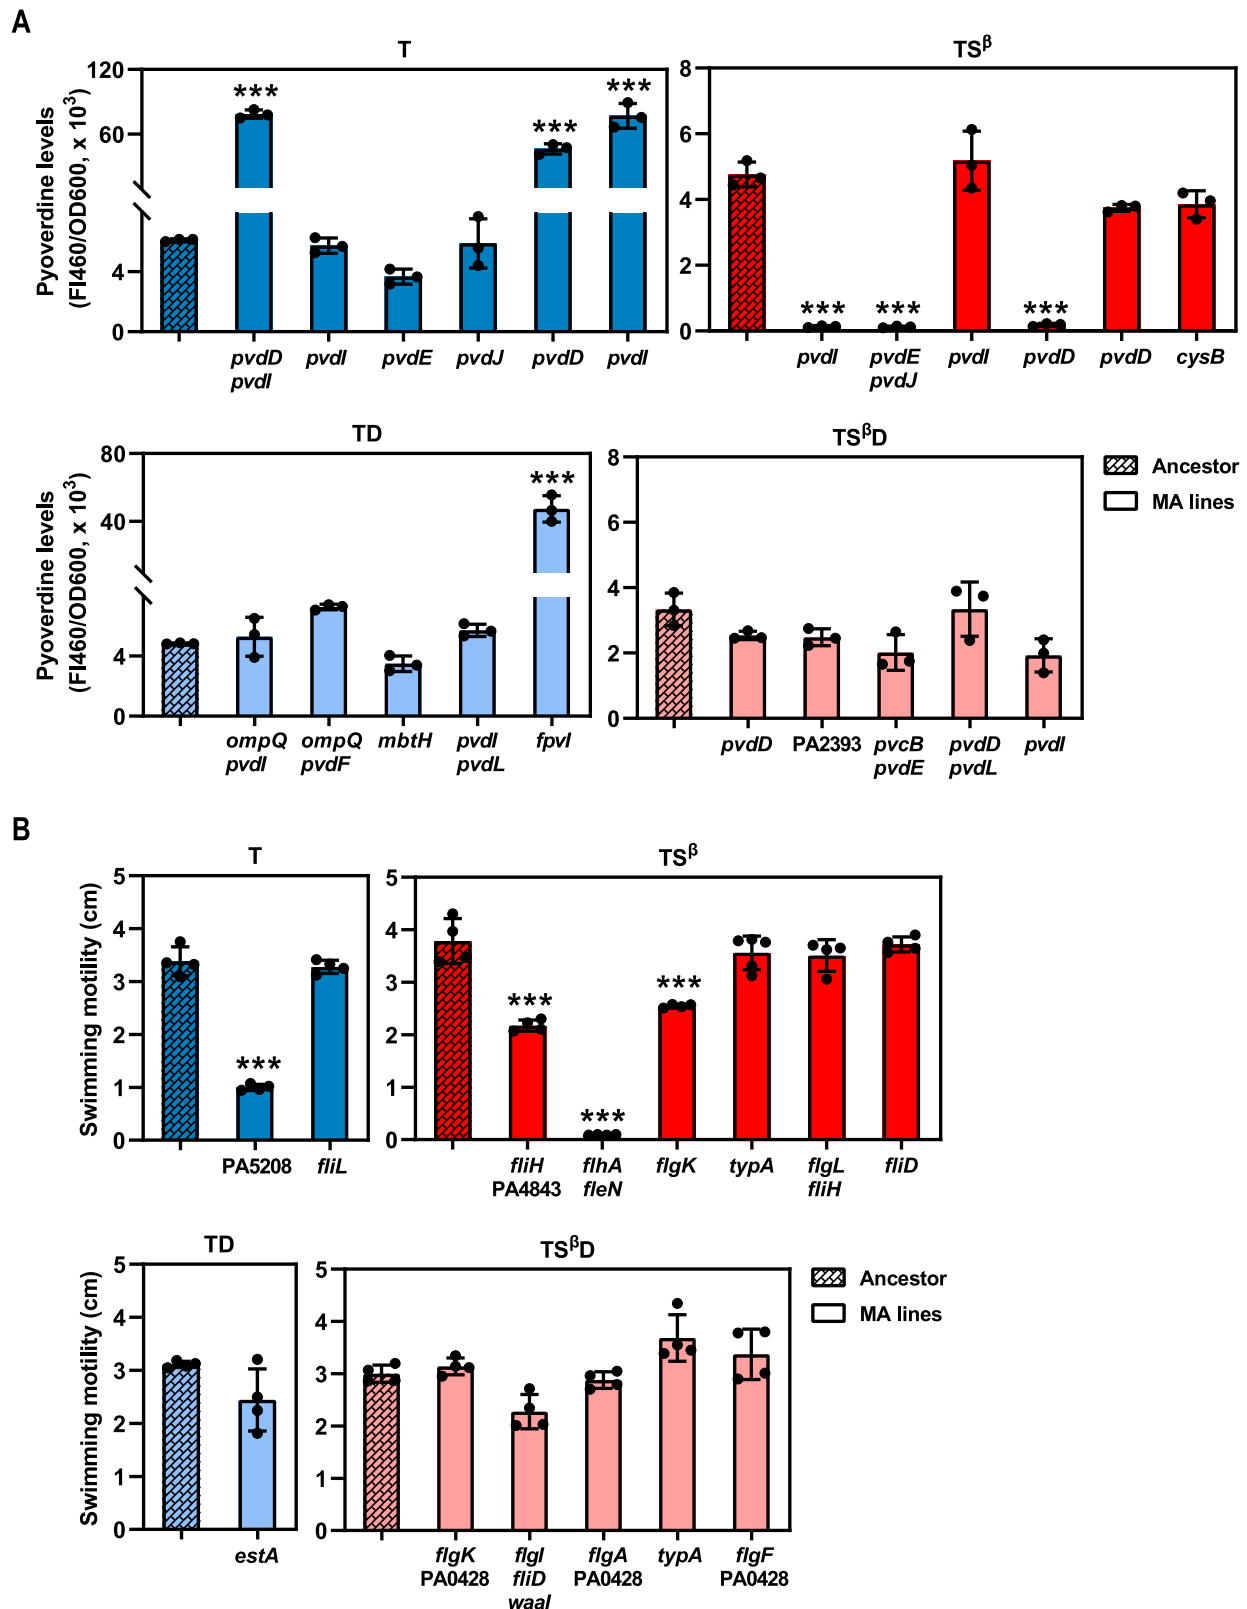 A
T
TSβ
Pyoverdine levels
(FI460/OD600, x 10³)
120
60
4
0
***
***
***
pvdD pvdI pvdE pvdJ pvdD pvdI
pvdI
8
6
4
2
0
***
***
***
pvdI pvdE pvdI pvdD pvdD cysB
pvdJ
TD
TSβD
Pyoverdine levels
(FI460/OD600, x 10³)
80
40
4
0
***
ompQ ompQ mbtH pvdI fpvI
pvdI pvdF pvdL
8
6
4
2
0
pvdD PA2393 pvcB pvdD pvdI
pvdE pvdL
Ancestor
MA lines
B
T
TSβ
Swimming motility (cm)
5
4
3
2
1
0
***
PA5208 fliL
5
4
3
2
1
0
***
***
***
fliH flhA flgK typA flgL fliD
PA4843 fleN fliH
TD
TSβD
Swimming motility (cm)
5
4
3
2
1
0
estA
5
4
3
2
1
0
flgK flgI flgA typA flgF
PA0428 fliD PA0428 PA0428
waaI
Ancestor
MA lines